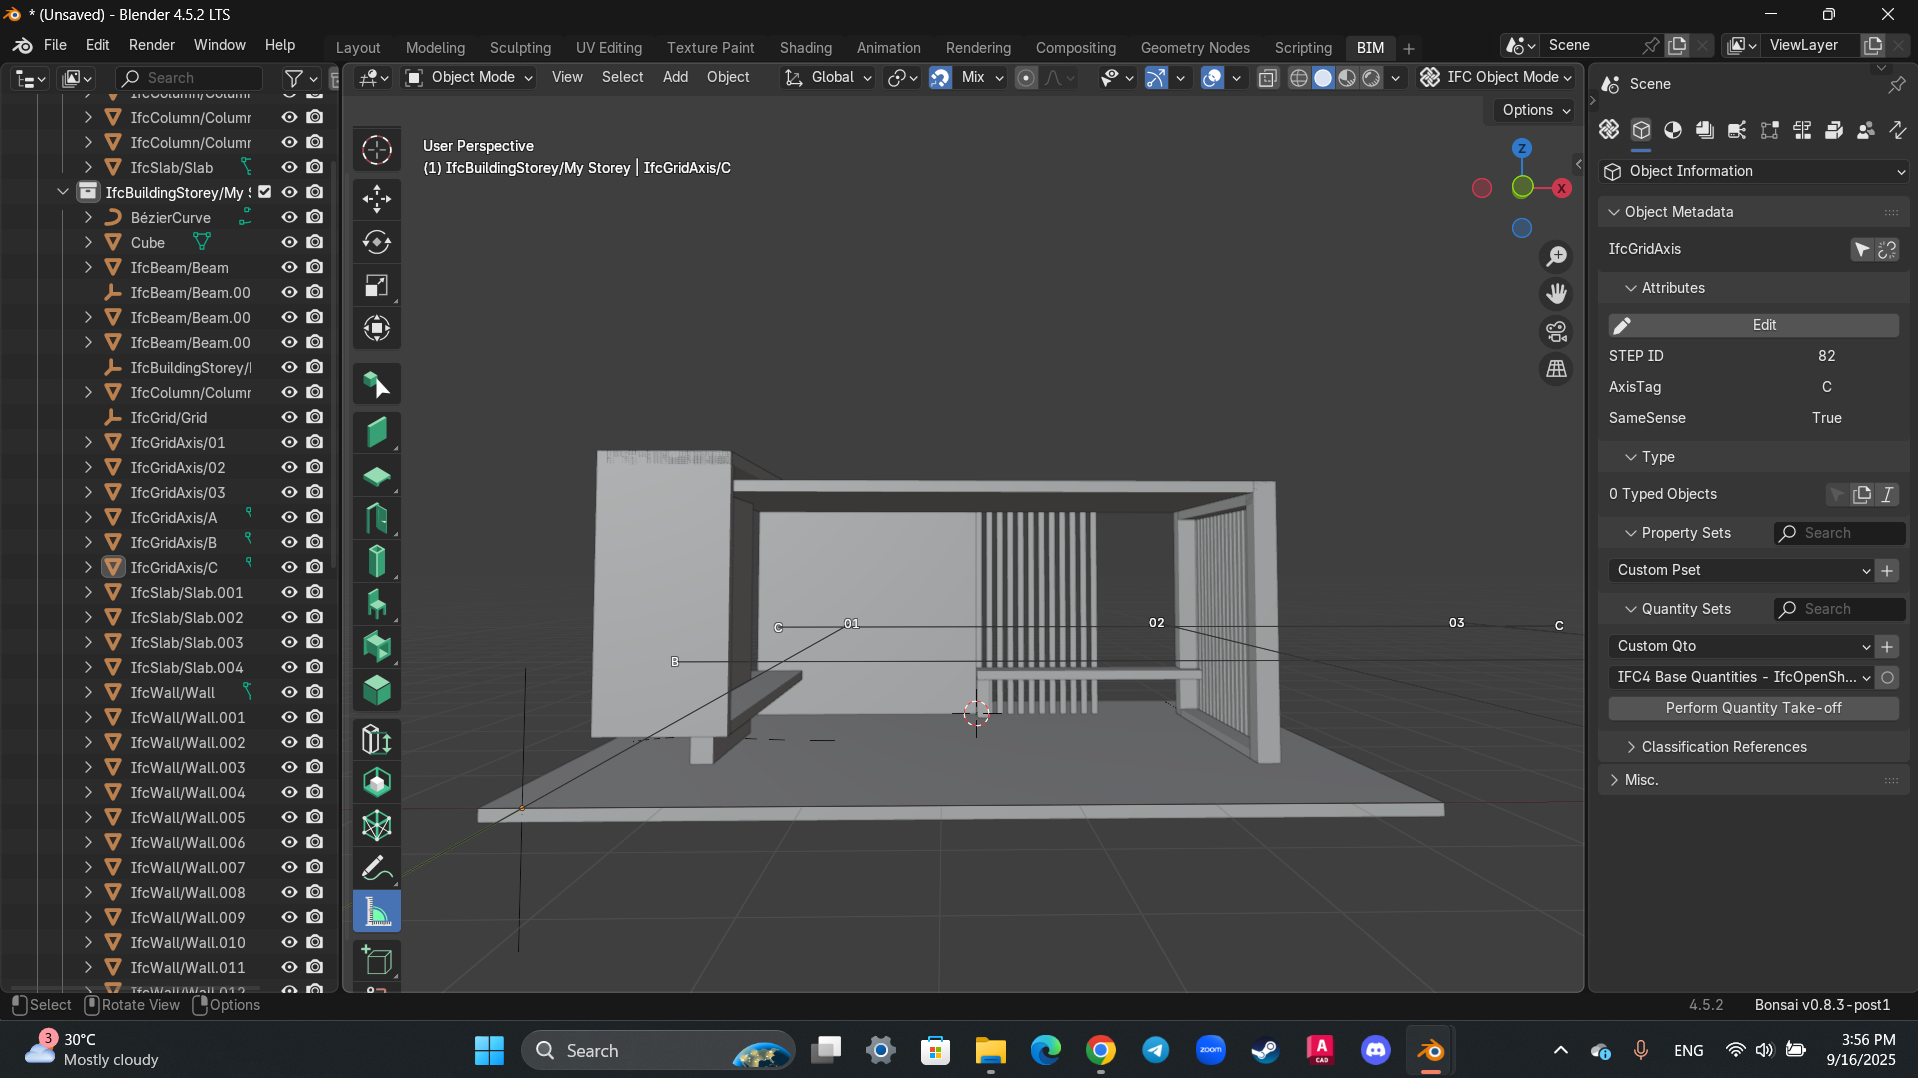 * (Unsaved) - Blender 4.5.2 LTS
File Edit Render Window Help
Layout Modeling Sculpting UV Editing Texture Paint Shading Animation Rendering Compositing Geometry Nodes Scripting BIM
Scene
ViewLayer
Search
Object Mode View Select Add Object
Global
Mix
IFC Object Mode
Options
User Perspective
(1) IfcBuildingStorey/My Storey | IfcGridAxis/C
IfcColumn/Column
IfcColumn/Column
IfcSlab/Slab
IfcBuildingStorey/My S
BézierCurve
Cube
IfcBeam/Beam
IfcBeam/Beam.00
IfcBeam/Beam.00
IfcBeam/Beam.00
IfcBuildingStorey/
IfcColumn/Column
IfcGrid/Grid
IfcGridAxis/01
IfcGridAxis/02
IfcGridAxis/03
IfcGridAxis/A
IfcGridAxis/B
IfcGridAxis/C
IfcSlab/Slab.001
IfcSlab/Slab.002
IfcSlab/Slab.003
IfcSlab/Slab.004
IfcWall/Wall
IfcWall/Wall.001
IfcWall/Wall.002
IfcWall/Wall.003
IfcWall/Wall.004
IfcWall/Wall.005
IfcWall/Wall.006
IfcWall/Wall.007
IfcWall/Wall.008
IfcWall/Wall.009
IfcWall/Wall.010
IfcWall/Wall.011
IfcWall/Wall.012
Z
X
C 01 02 03 C
B
Scene
Object Information
Object Metadata
IfcGridAxis
Attributes
Edit
STEP ID 82
AxisTag C
SameSense True
Type
0 Typed Objects
Property Sets Search
Custom Pset
Quantity Sets Search
Custom Qto
IFC4 Base Quantities - IfcOpenSh...
Perform Quantity Take-off
Classification References
Misc.
Select Rotate View Options
4.5.2 Bonsai v0.8.3-post1
3
30°C
Mostly cloudy
Search
zoom
A
CAD
ENG
3:56 PM
9/16/2025